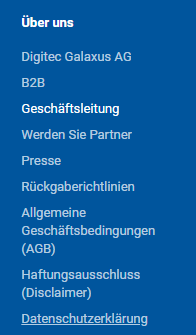 Über uns
Digitec Galaxus AG
B2B
Geschäftsleitung
Werden Sie Partner
Presse
Rückgaberichtlinien
Allgemeine
Geschäftsbedingungen
(AGB)
Haftungsausschluss
(Disclaimer)
Datenschutzerklärung